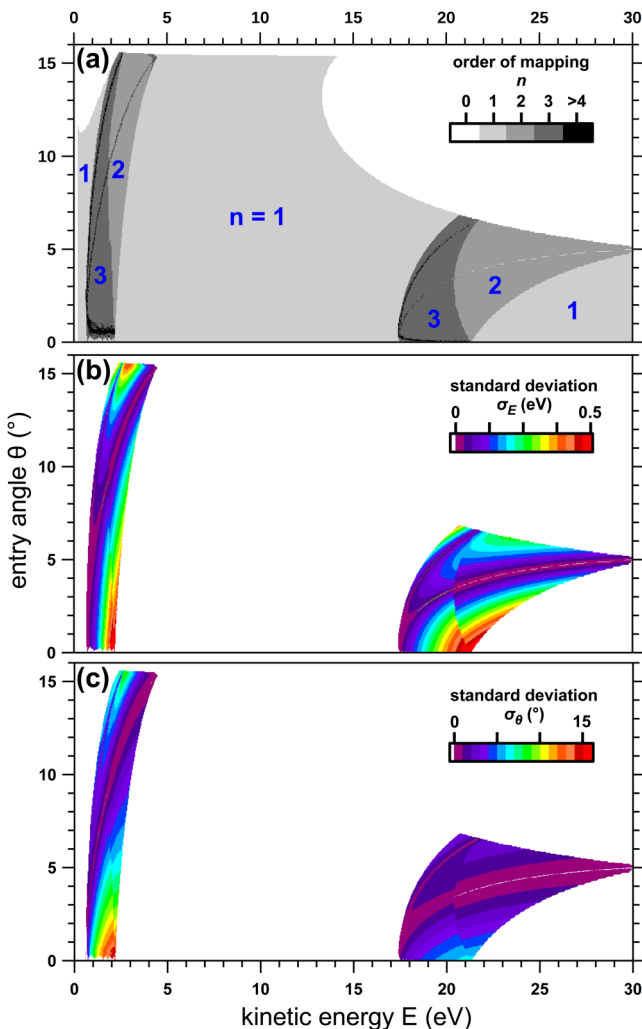 0 5 10 15 20 25 30
(a)
order of mapping
n
0 1 2 3 >4
15
10
5
0
1
2
n = 1
3
3
2
1
(b)
standard deviation
σE (eV)
0 0.5
15
10
5
0
entry angle θ (°)
(c)
standard deviation
σθ (°)
0 15
15
10
5
0
0 5 10 15 20 25 30
kinetic energy E (eV)